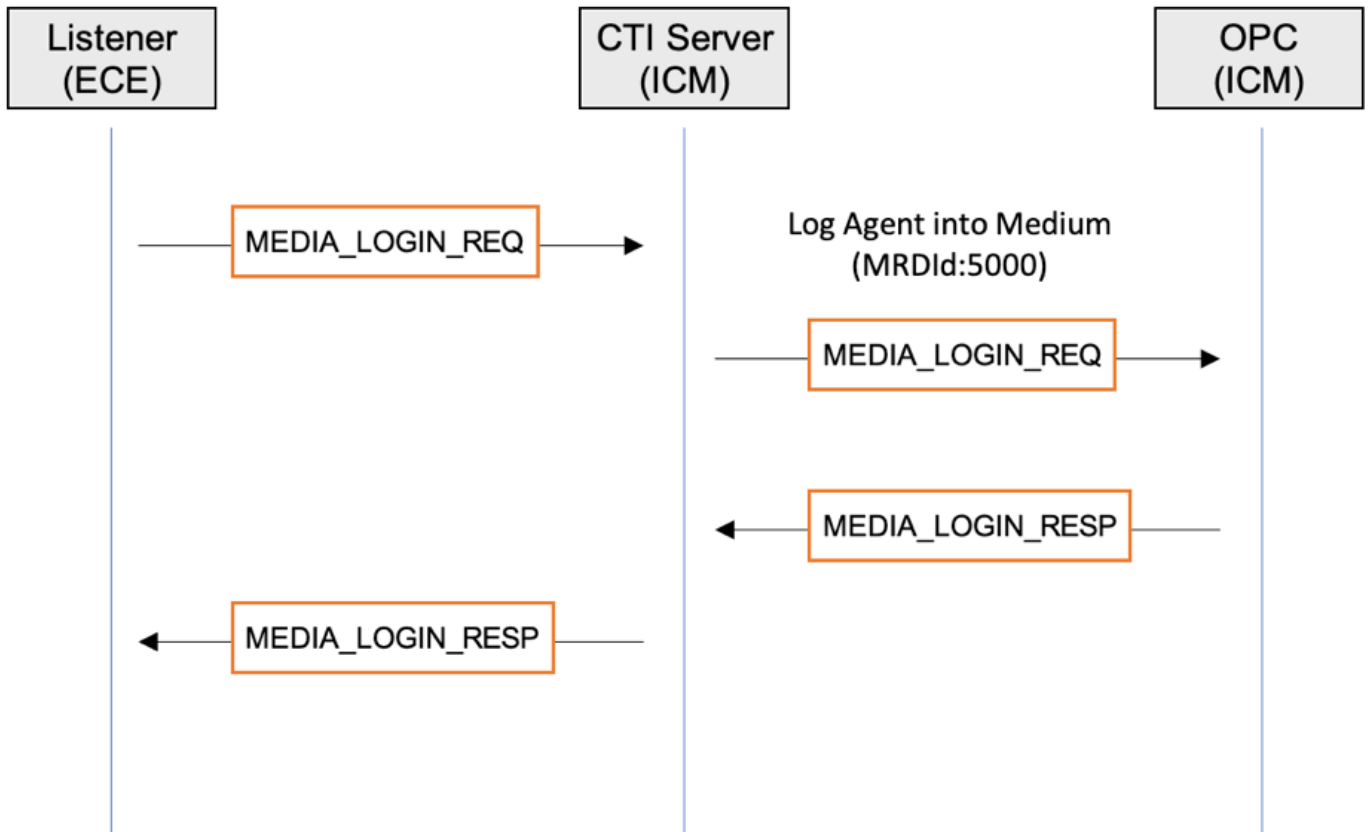 Listener
(ECE)
CTI Server
(ICM)
OPC
(ICM)
MEDIA_LOGIN_REQ
Log Agent into Medium
(MRDId:5000)
MEDIA_LOGIN_REQ
MEDIA_LOGIN_RESP
MEDIA_LOGIN_RESP